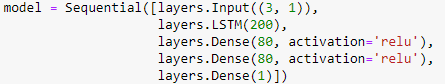 model = Sequential([layers.Input((3, 1)),
                    layers.LSTM(200),
                    layers.Dense(80, activation='relu'),
                    layers.Dense(80, activation='relu'),
                    layers.Dense(1)])